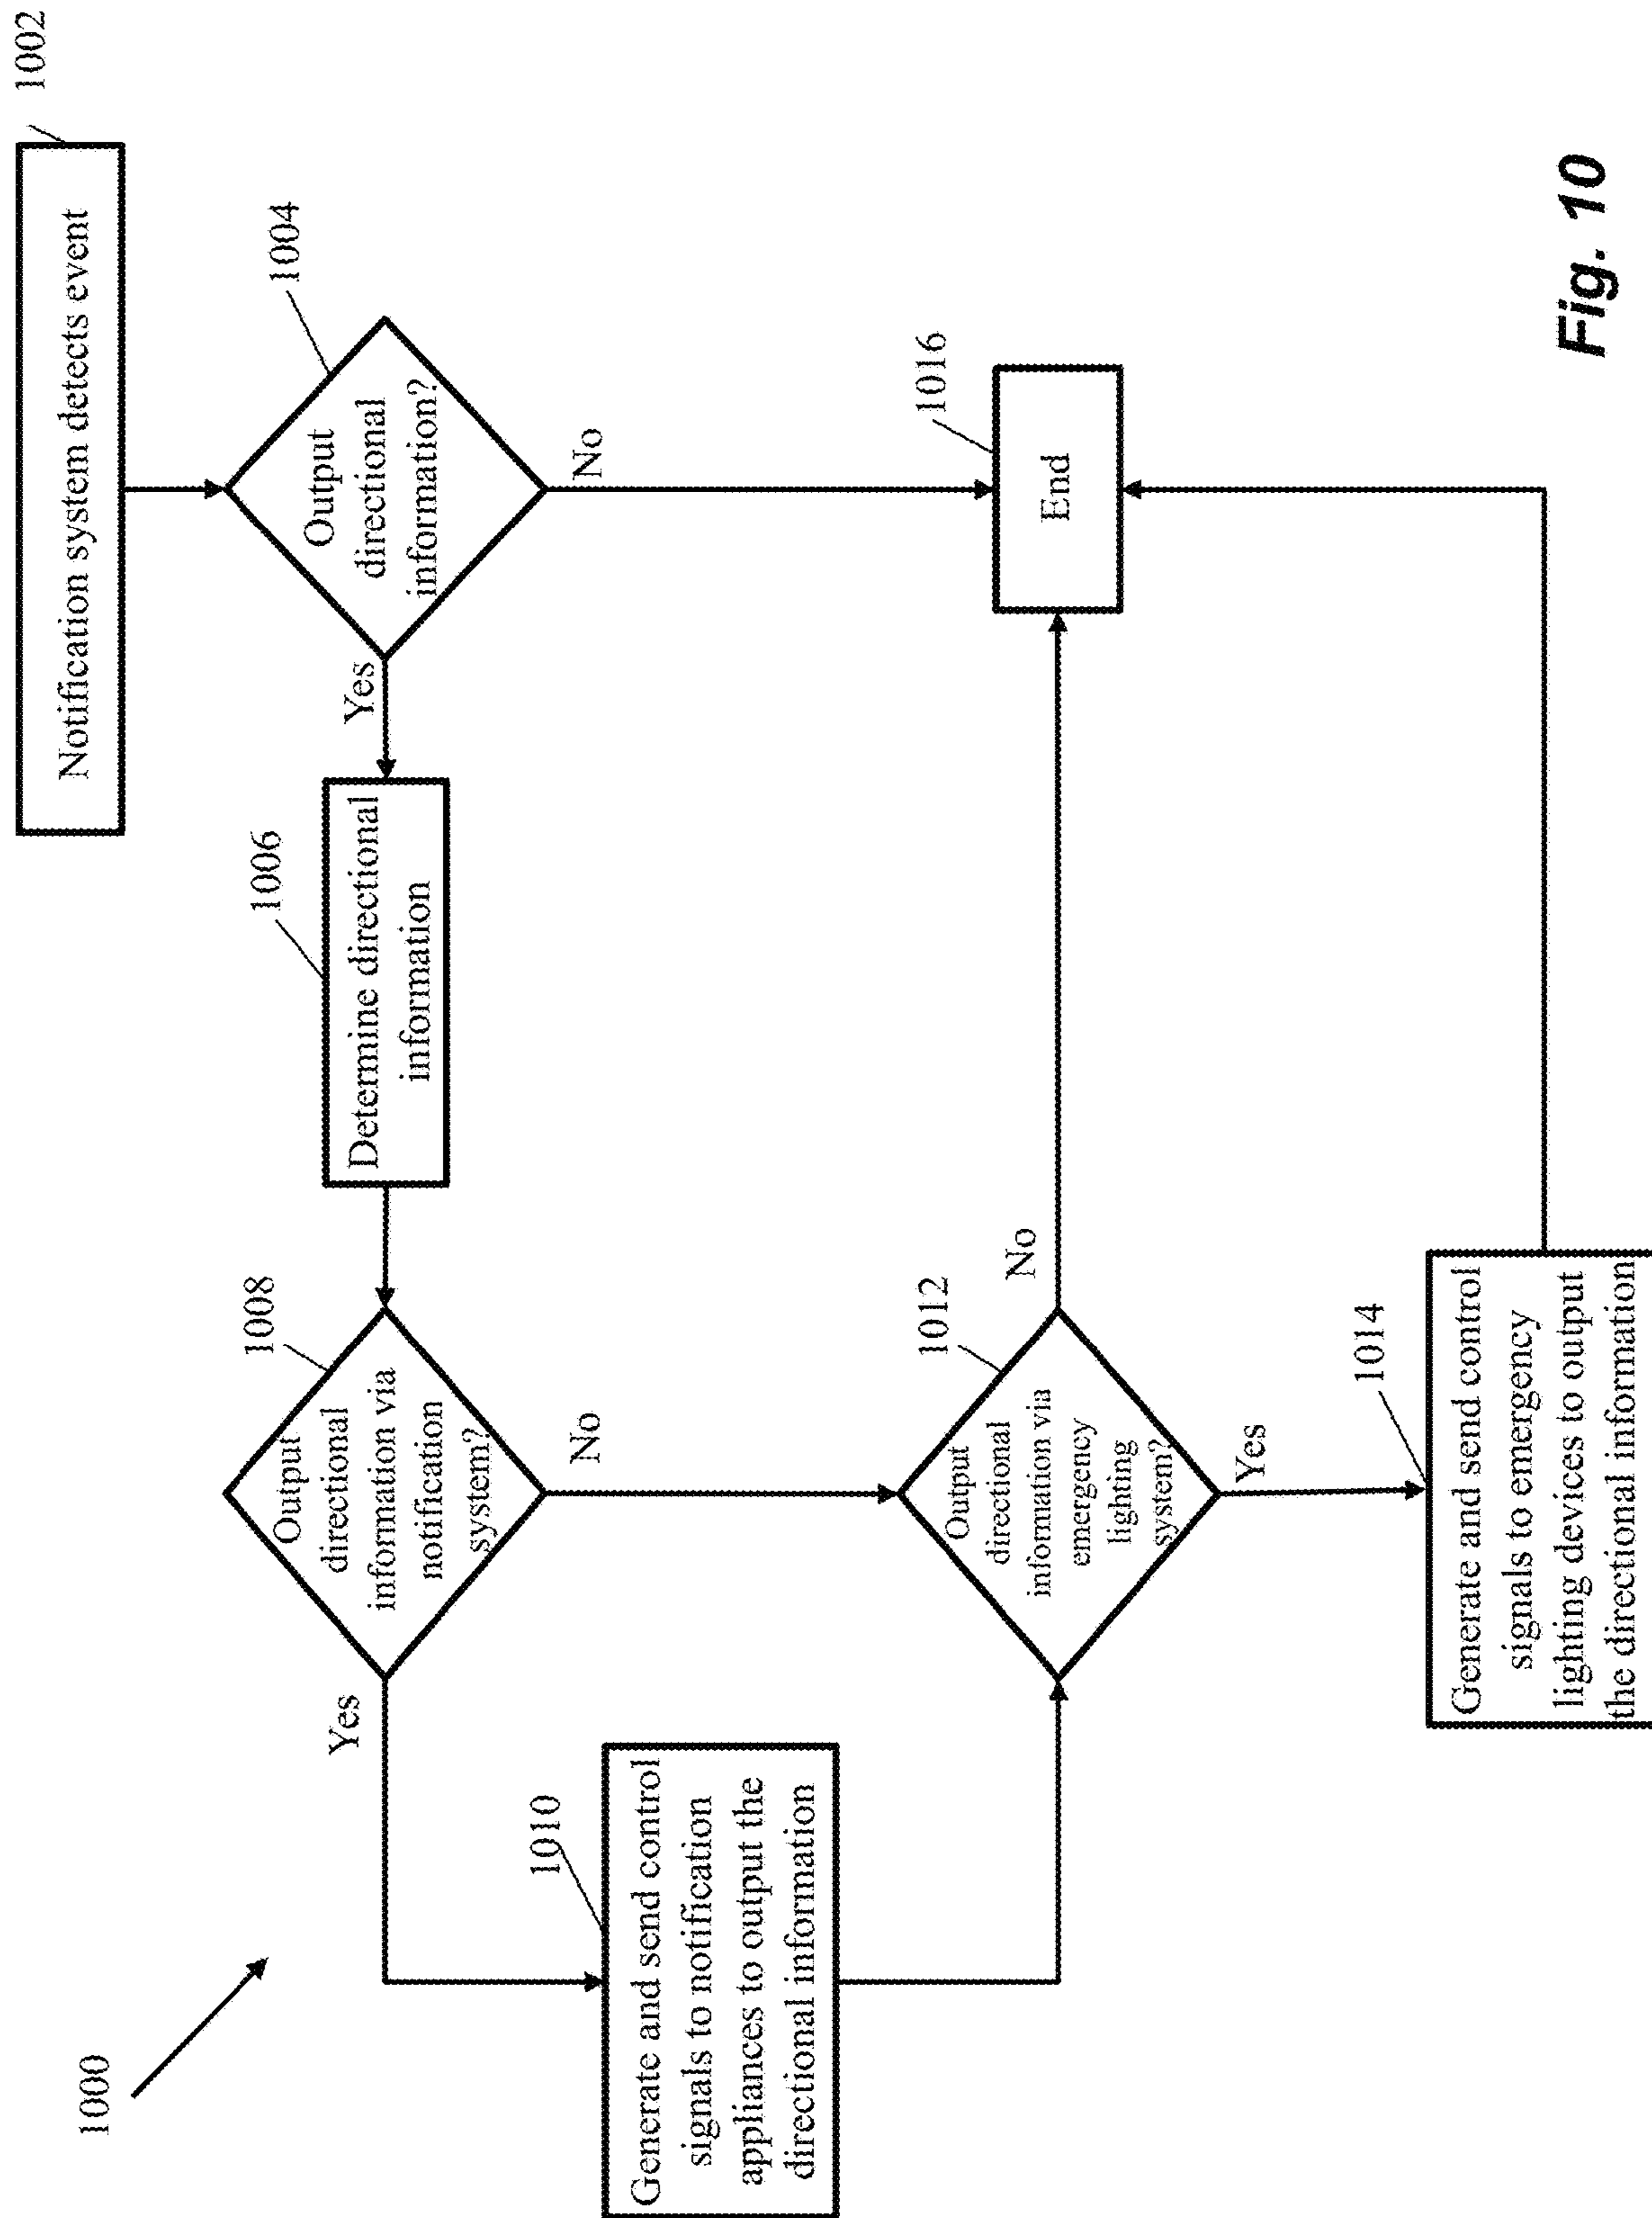 1000
1002
Notification system detects event
1004
Output
directional
information?
Yes
No
1006
Determine directional
information
1008
Output
directional
information via
notification
system?
Yes
No
1010
Generate and send control
signals to notification
appliances to output the
directional information
1012
Output
directional
information via
emergency
lighting
system?
No
Yes
1014
Generate and send control
signals to emergency
lighting devices to output
the directional information
1016
End
Fig. 10